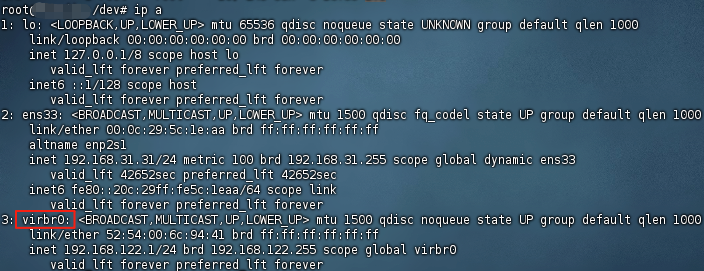 root@ /dev# ip a
1: lo: <LOOPBACK,UP,LOWER_UP> mtu 65536 qdisc noqueue state UNKNOWN group default qlen 1000
link/loopback 00:00:00:00:00:00 brd 00:00:00:00:00:00
inet 127.0.0.1/8 scope host lo
valid_lft forever preferred_lft forever
inet6 ::1/128 scope host
valid_lft forever preferred_lft forever
2: ens33: <BROADCAST,MULTICAST,UP,LOWER_UP> mtu 1500 qdisc fq_codel state UP group default qlen 1000
link/ether 00:0c:29:5c:1e:aa brd ff:ff:ff:ff:ff:ff
altname enp2s1
inet 192.168.31.31/24 metric 100 brd 192.168.31.255 scope global dynamic ens33
valid_lft 42652sec preferred_lft 42652sec
inet6 fe80::20c:29ff:fe5c:1eaa/64 scope link
valid_lft forever preferred_lft forever
3: virbr0: <BROADCAST,MULTICAST,UP,LOWER_UP> mtu 1500 qdisc noqueue state UP group default qlen 1000
link/ether 52:54:00:6c:94:41 brd ff:ff:ff:ff:ff:ff
inet 192.168.122.1/24 brd 192.168.122.255 scope global virbr0
valid_lft forever preferred_lft forever